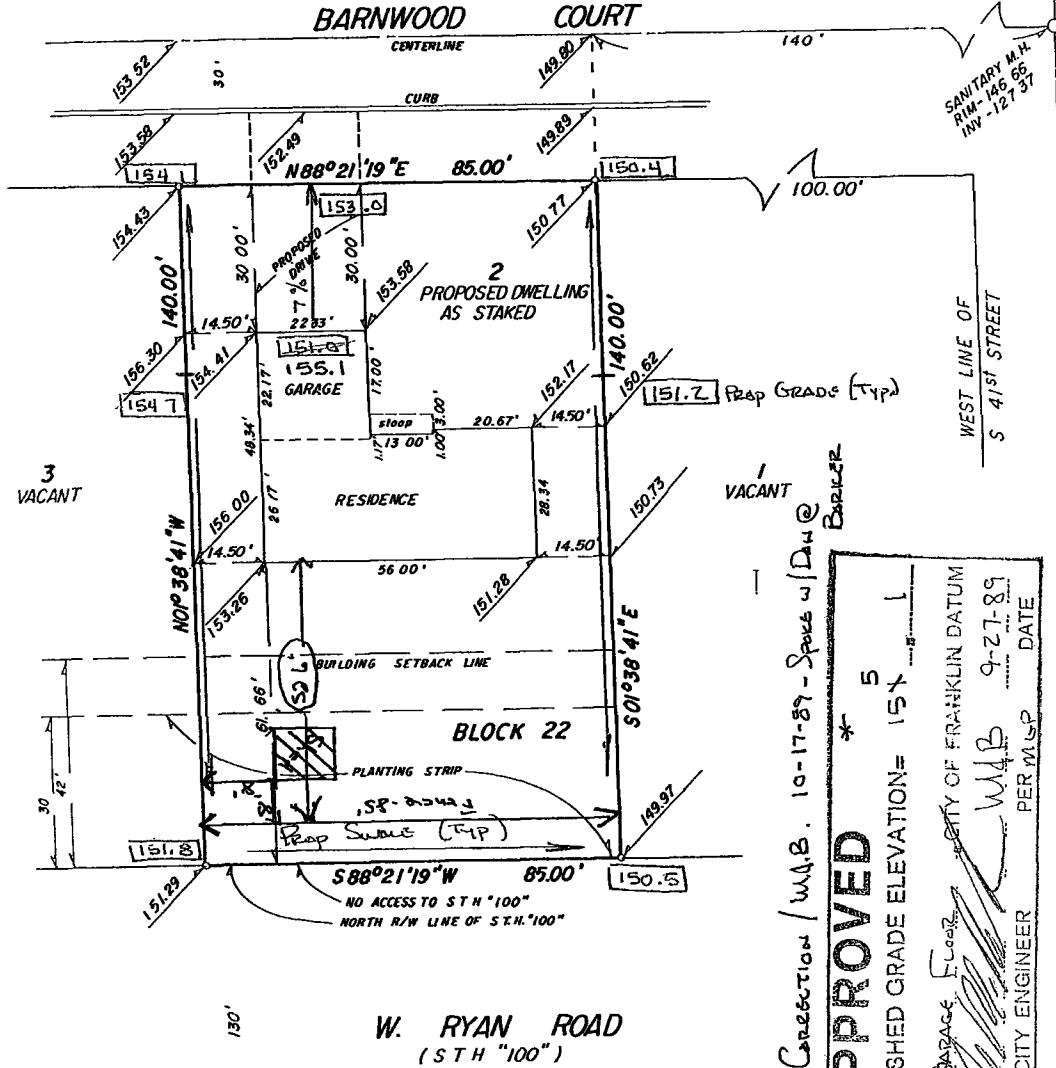 BARNWOOD COURT
CENTERLINE
153.52
30'
149.80
140'
SANITARY M.H.
RIM-146 66
INV-127 37
CURB
153.58
152.49
149.89
N88°21'19"E 85.00'
154 1
150.4
100.00'
154.43
153.0
150.77
PROPOSED
DRIVE
7%
30 00'
30.00'
153.58
2
PROPOSED DWELLING
AS STAKED
140.00'
140.00'
14.50'
22 33'
156.30
154.41
151.0
155.1
GARAGE
22.17'
17.00'
152.17
150.62
151.2 Prop GRADE (Typ)
WEST LINE OF
S 41st STREET
154 7
stoop
3.00'
1.00'
20.67'
14.50'
1.17'
13 00'
48.34'
3
VACANT
RESIDENCE
1
VACANT
26 17'
28.34
156 00
150.73
14.50'
56 00'
14.50'
153.26
151.28
N01°38'41"W
S01°38'41"E
BUILDING SETBACK LINE
61. 66'
BLOCK 22
30
42'
PLANTING STRIP
149.97
8'
8'
Prop Swale (Typ)
151.8
150.5
151.29
S88°21'19"W 85.00'
NO ACCESS TO S T H "100"
NORTH R/W LINE OF S.T.H."100"
130'
W. RYAN ROAD
(S T H "100")
Correction / W.A.B. 10-17-89 - Spoke w/ Dan @
Barker
PPROVED *
5
SHED GRADE ELEVATION= 15 1
CITY OF FRANKLIN DATUM
GARAGE Floor
W.A.B 9-27-89
CITY ENGINEER PER MGP DATE